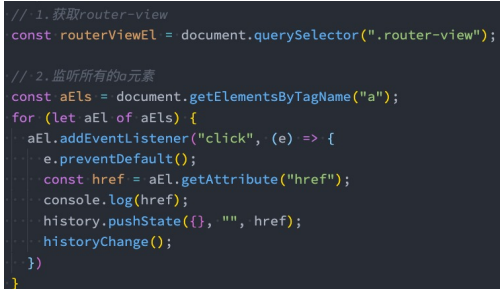 // 1.获取router-view
const routerViewEl = document.querySelector(".router-view");
// 2.监听所有的a元素
const aEls = document.getElementsByTagName("a");
for (let aEl of aEls) {
aEl.addEventListener("click", (e) => {
e.preventDefault();
const href = aEl.getAttribute("href");
console.log(href);
history.pushState({}, "", href);
historyChange();
})
}